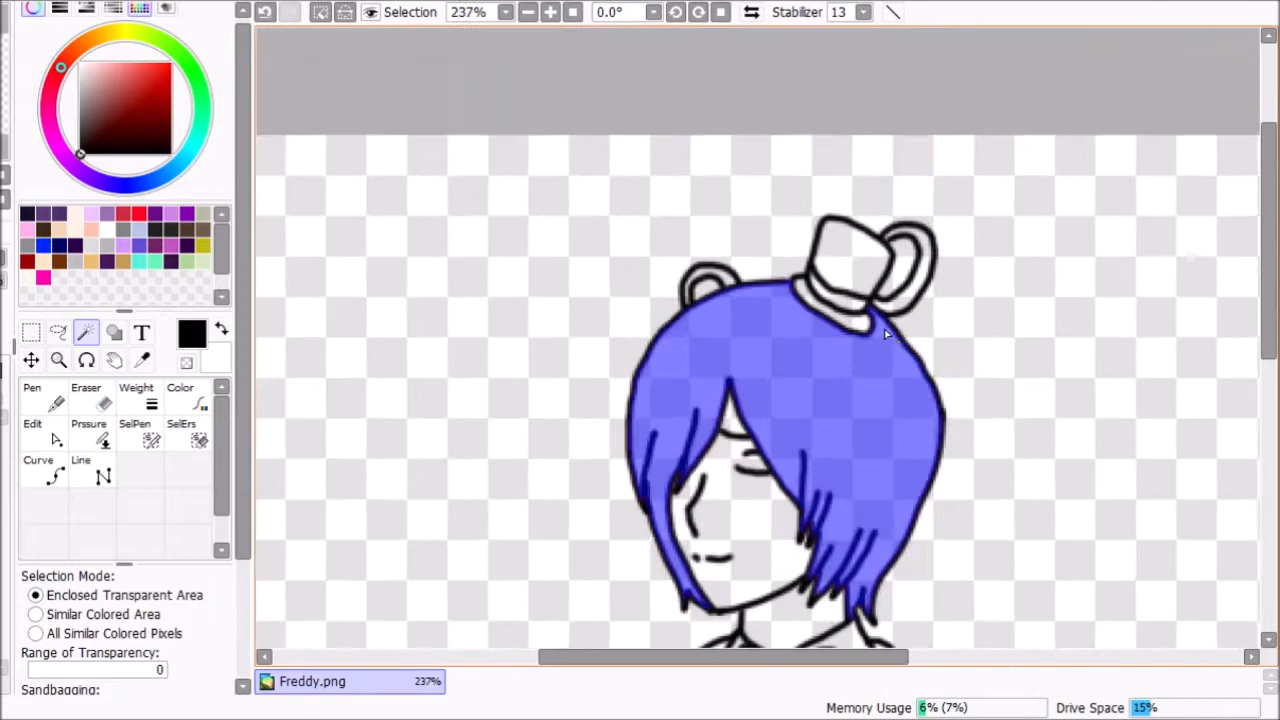 Selection 237% 0.0° Stabilizer 13
T
Pen Eraser Weight Color
Edit Prssure SelPen SelErs
Curve Line
Selection Mode:
Enclosed Transparent Area
Similar Colored Area
All Similar Colored Pixels
Range of Transparency:
0
Sandbagging:
Freddy.png 237%
Memory Usage 6% (7%) Drive Space 15%